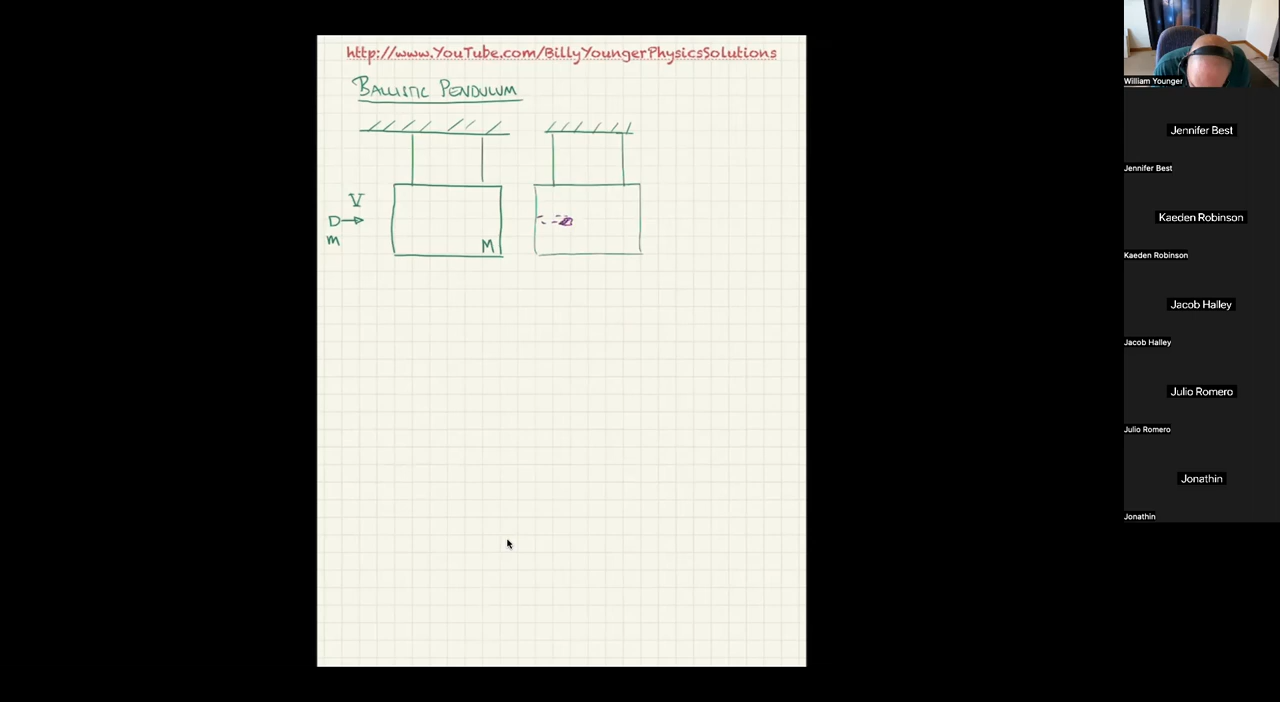 http://www.YouTube.com/BillyYoungerPhysicsSolutions
BALLISTIC PENDULUM
V
m
M
William Younger
Jennifer Best
Jennifer Best
Kaeden Robinson
Kaeden Robinson
Jacob Halley
Jacob Halley
Julio Romero
Julio Romero
Jonathin
Jonathin